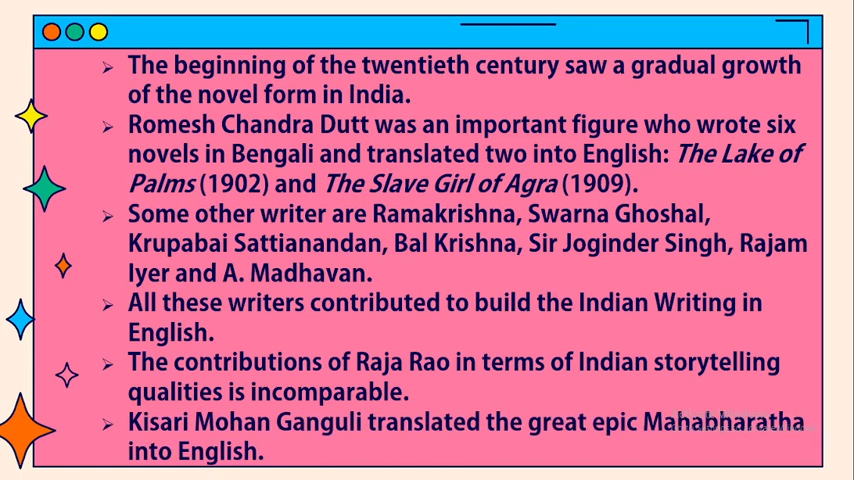 The beginning of the twentieth century saw a gradual growth
of the novel form in India.
Romesh Chandra Dutt was an important figure who wrote six
novels in Bengali and translated two into English: The Lake of
Palms (1902) and The Slave Girl of Agra (1909).
Some other writer are Ramakrishna, Swarna Ghoshal,
Krupabai Sattianandan, Bal Krishna, Sir Joginder Singh, Rajam
Iyer and A. Madhavan.
All these writers contributed to build the Indian Writing in
English.
The contributions of Raja Rao in terms of Indian storytelling
qualities is incomparable.
Kisari Mohan Ganguli translated the great epic Mahabharatha
into English.